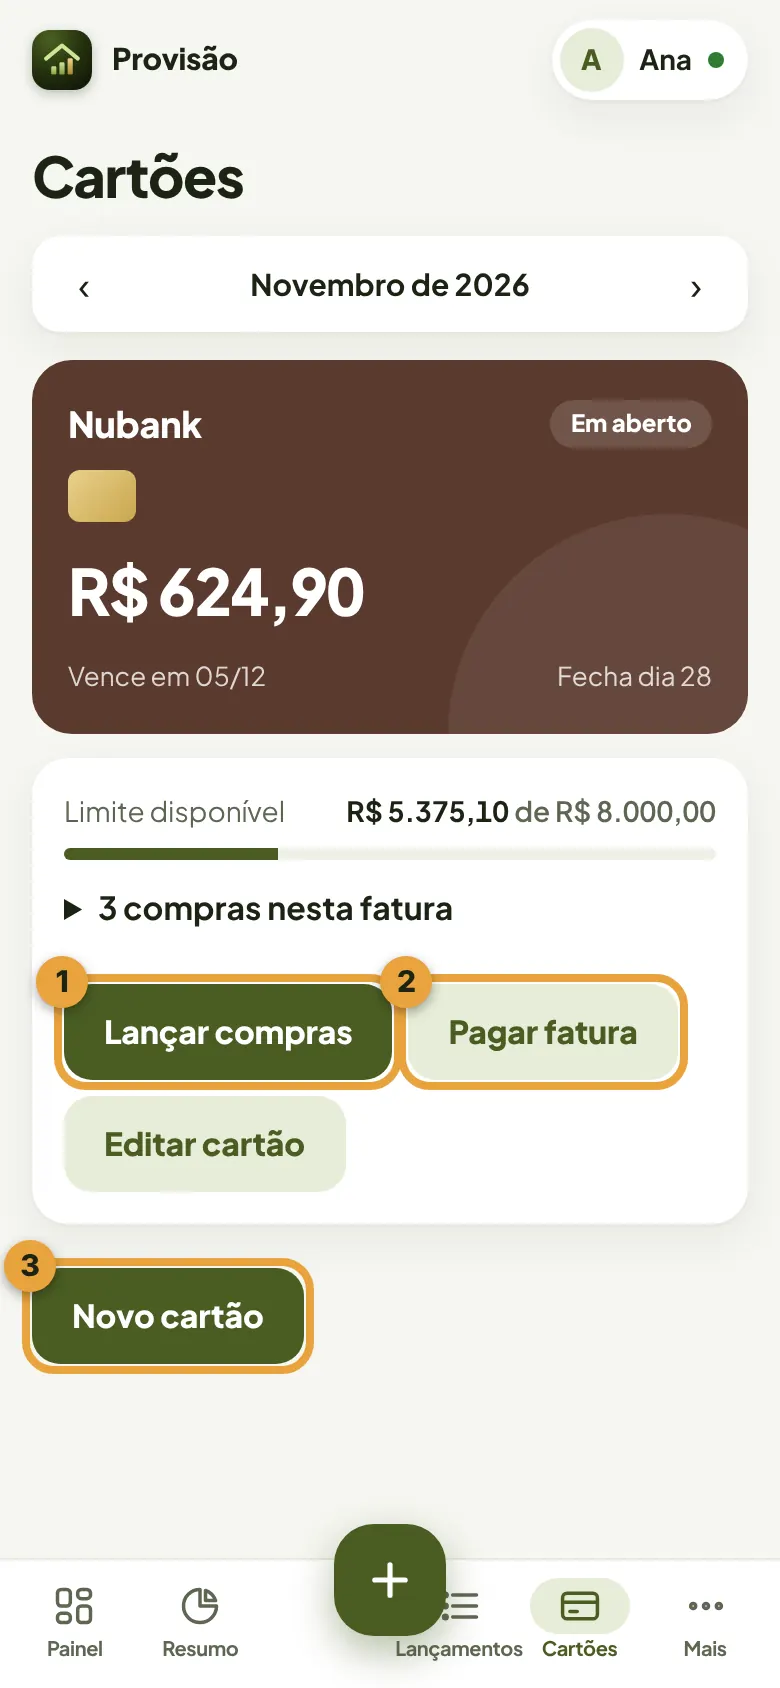 Provisão
A Ana
Cartões
‹ Novembro de 2026 ›
Nubank Em aberto
R$ 624,90
Vence em 05/12 Fecha dia 28
Limite disponível R$ 5.375,10 de R$ 8.000,00
3 compras nesta fatura
1 2
Lançar compras Pagar fatura
Editar cartão
3
Novo cartão
+
Painel Resumo Lançamentos Cartões Mais